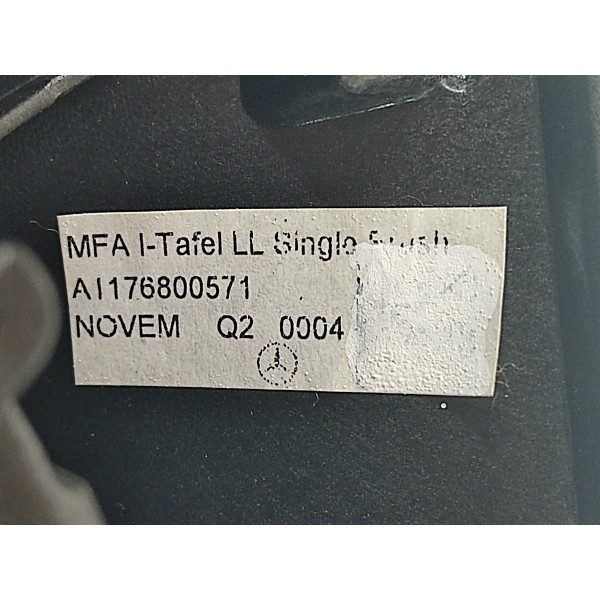 MFA I-Tafel LL Single
A1176800571
NOVEM Q2 0004